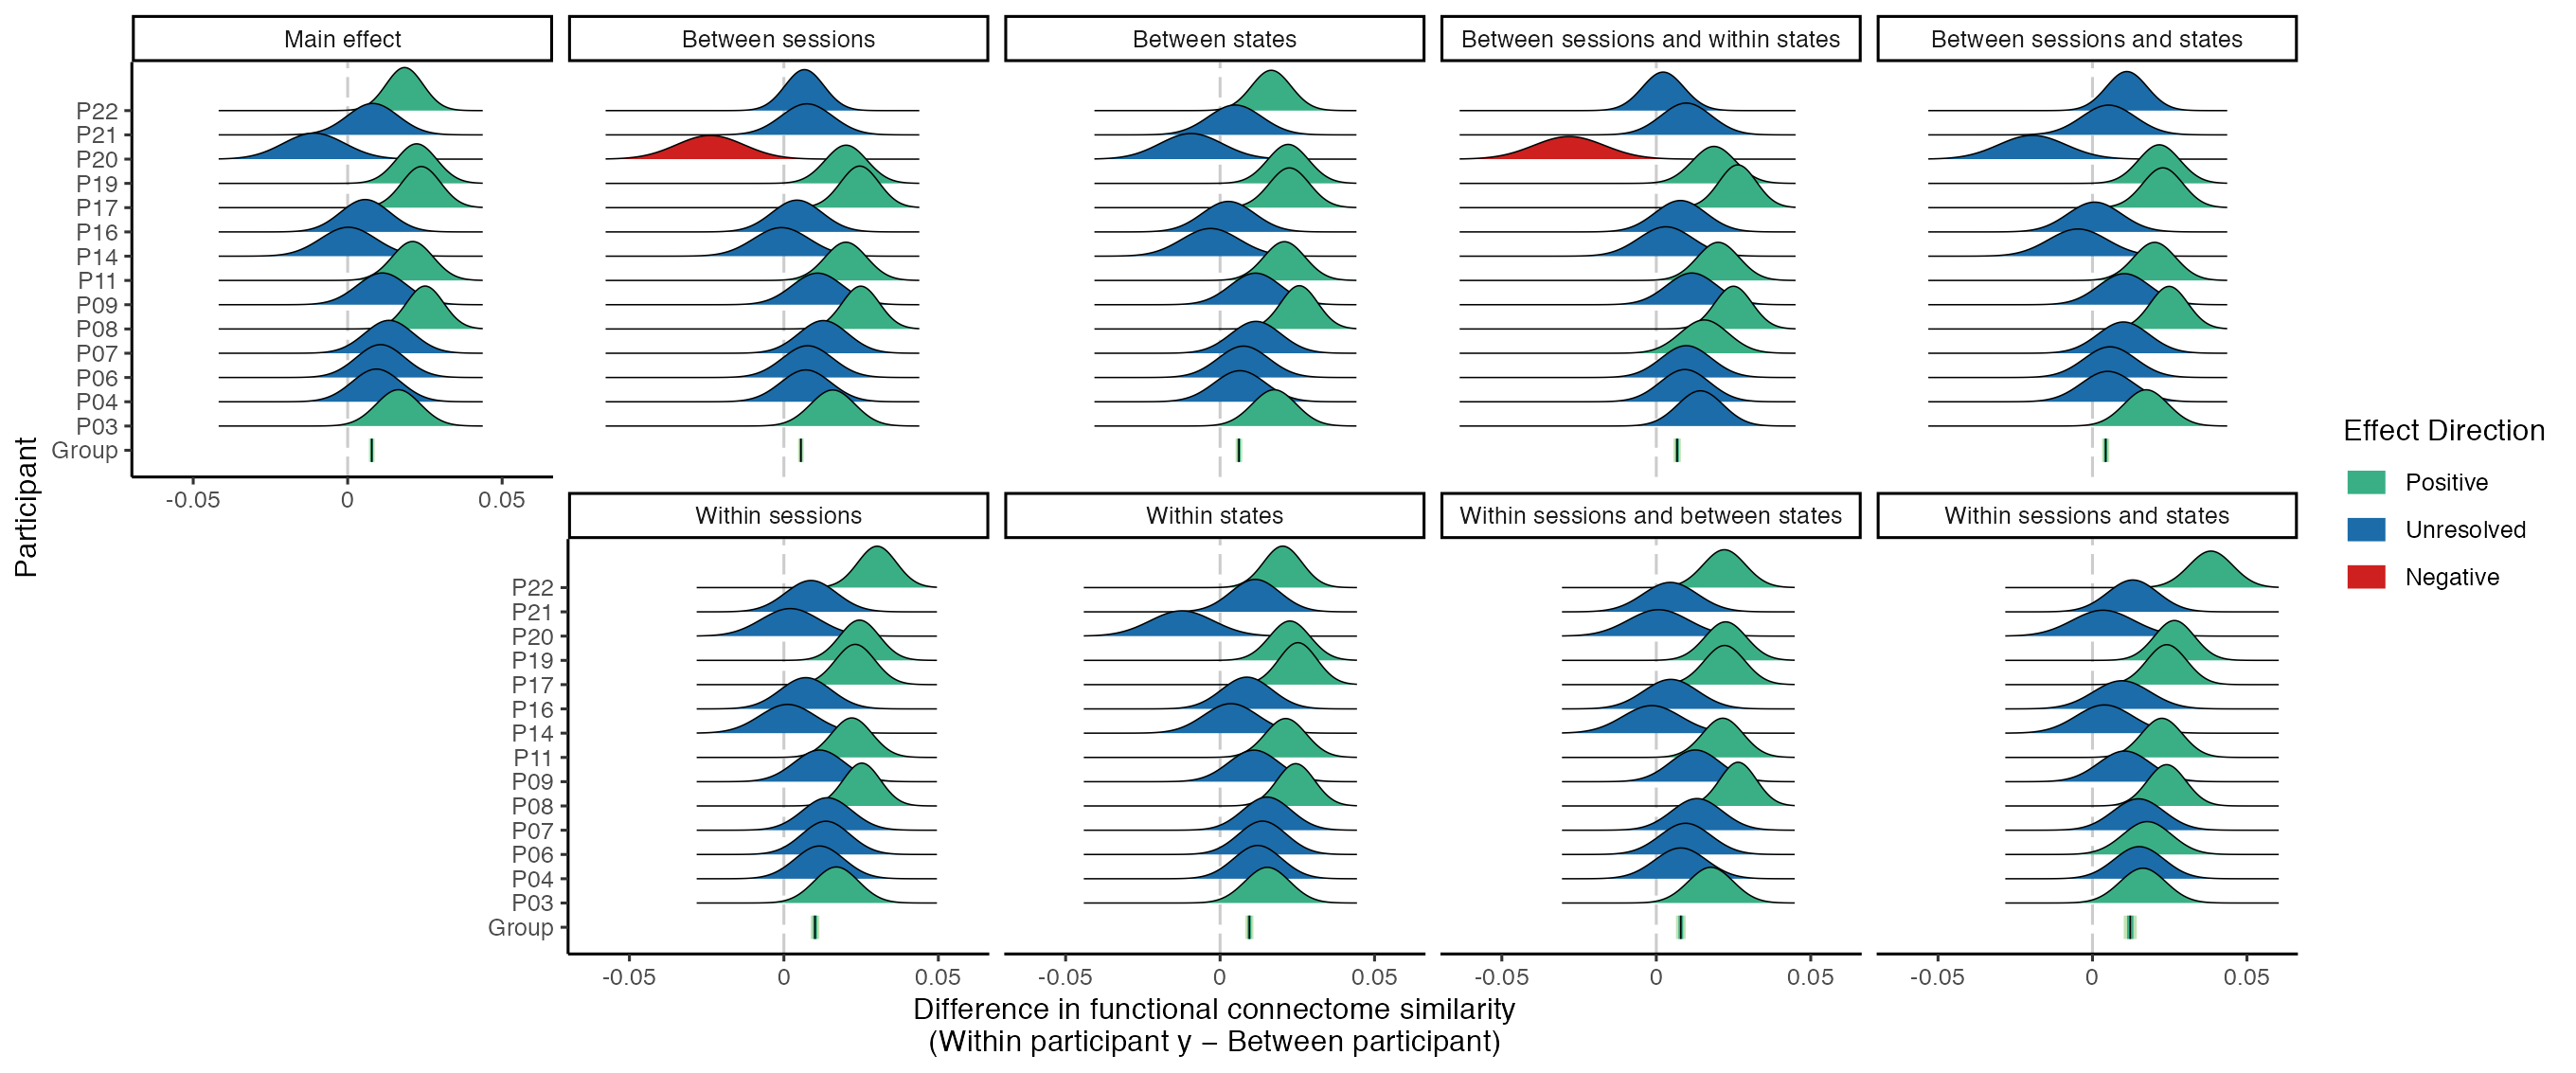 Main effect
Between sessions
Between states
Between sessions and within states
Between sessions and states
P22
P21
P20
P19
P17
P16
P14
P11
P09
P08
P07
P06
P04
P03
Group
-0.05 0 0.05
Participant
Within sessions
Within states
Within sessions and between states
Within sessions and states
P22
P21
P20
P19
P17
P16
P14
P11
P09
P08
P07
P06
P04
P03
Group
-0.05 0 0.05
-0.05 0 0.05
-0.05 0 0.05
-0.05 0 0.05
Difference in functional connectome similarity
(Within participant y − Between participant)
Effect Direction
Positive
Unresolved
Negative